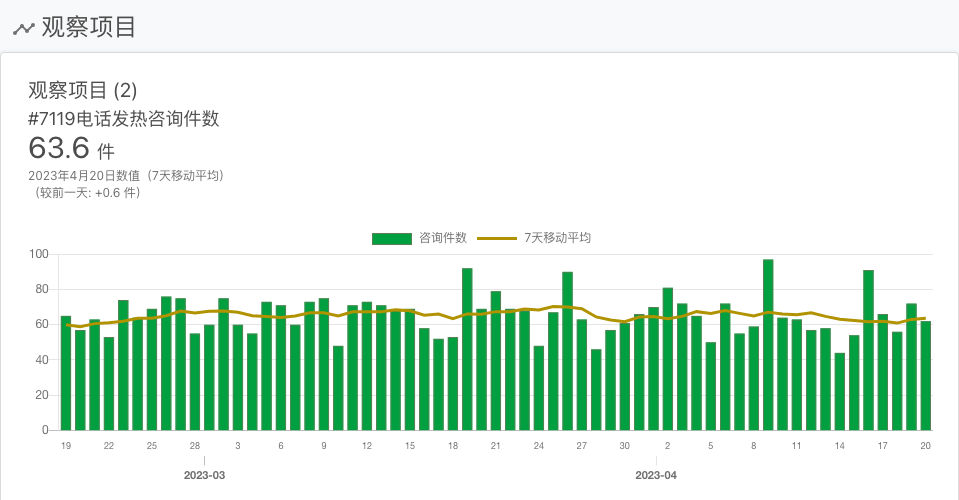 观察项目
观察项目 (2)
#7119电话发热咨询件数
63.6 件
2023年4月20日数值（7天移动平均）
（较前一天: +0.6 件）
咨询件数 7天移动平均
100
80
60
40
20
0
19 22 25 28 3 6 9 12 15 18 21 24 27 30 2 5 8 11 14 17 20
2023-03 2023-04